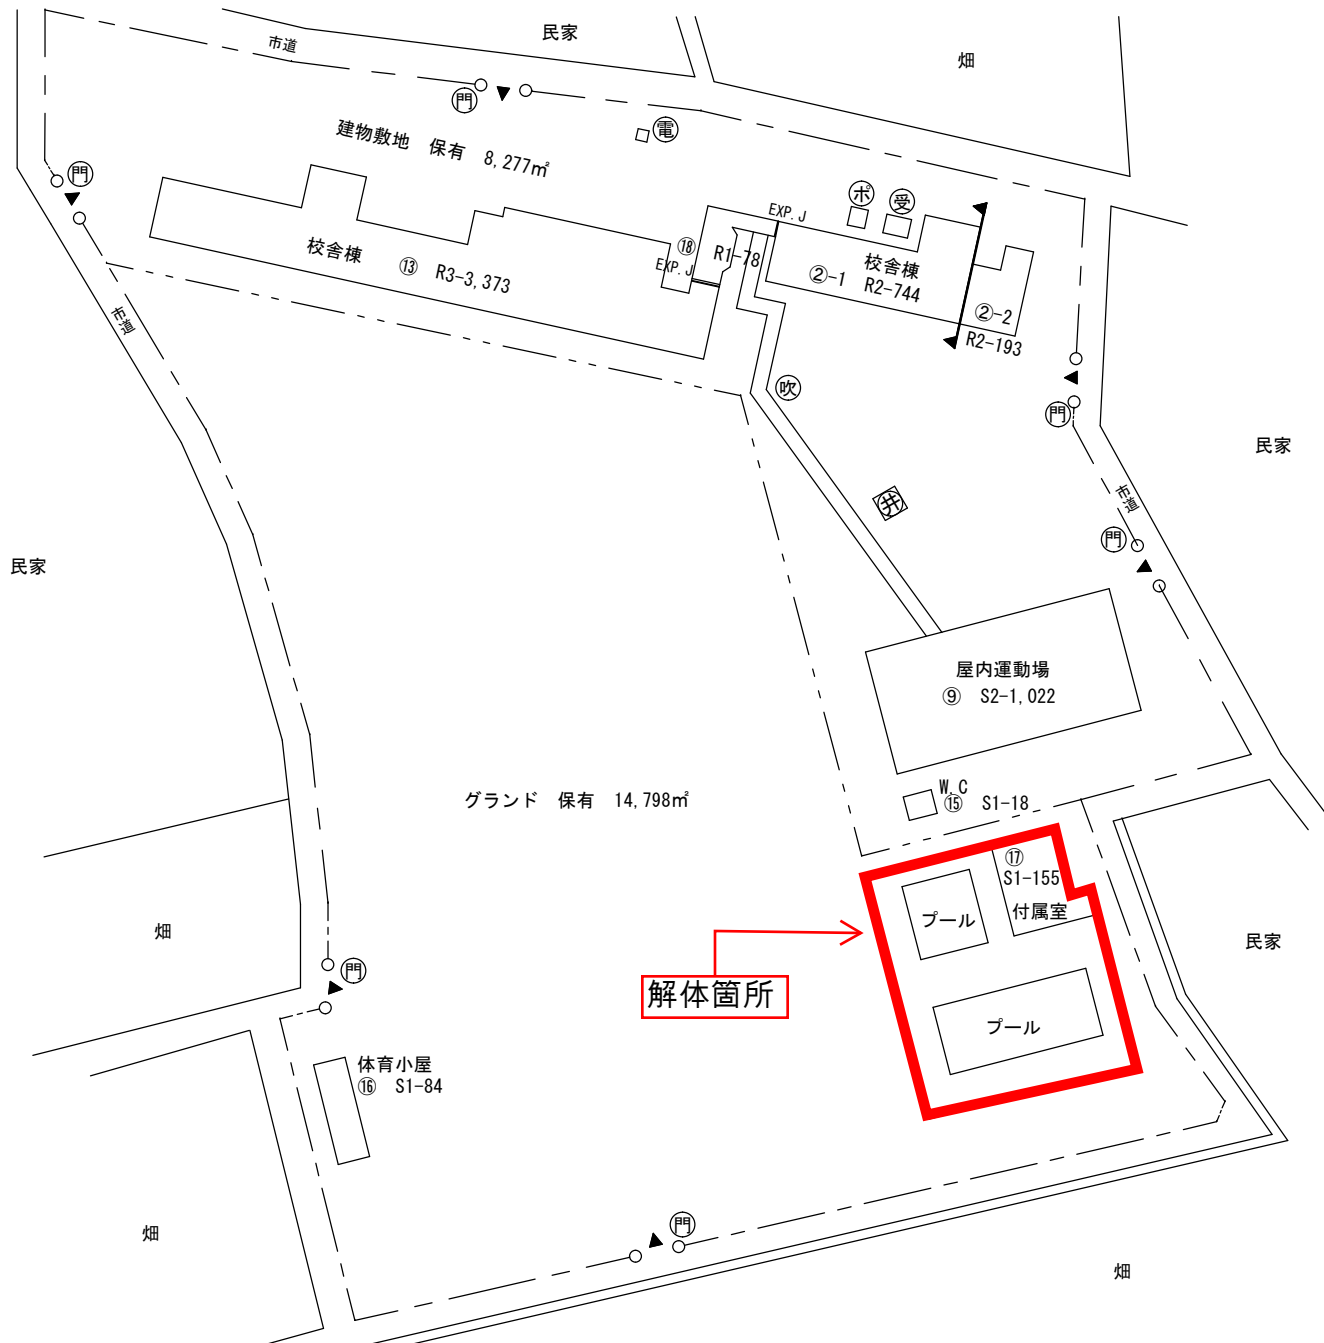 民家
市道
畑
門
電
建物敷地　保有　8,277㎡
門
ポ
受
EXP.J
校舎棟
⑬　R3-3,373
⑱
R1-78
EXP.J
校舎棟
②-1　R2-744
②-2
R2-193
市道
吹
門
民家
市道
井
門
民家
屋内運動場
⑨　S2-1,022
グランド　保有　14,798㎡
W.C
⑮　S1-18
⑰
S1-155
付属室
プール
畑
民家
門
解体箇所
プール
体育小屋
⑯　S1-84
畑
門
畑